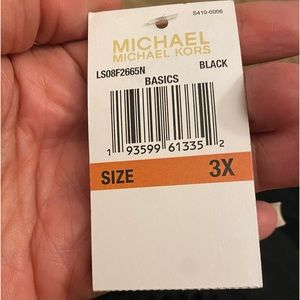 S410-0006
MICHAEL
MICHAEL KORS
LS08F2665N BLACK
BASICS
1 93599 61335 2
SIZE 3X